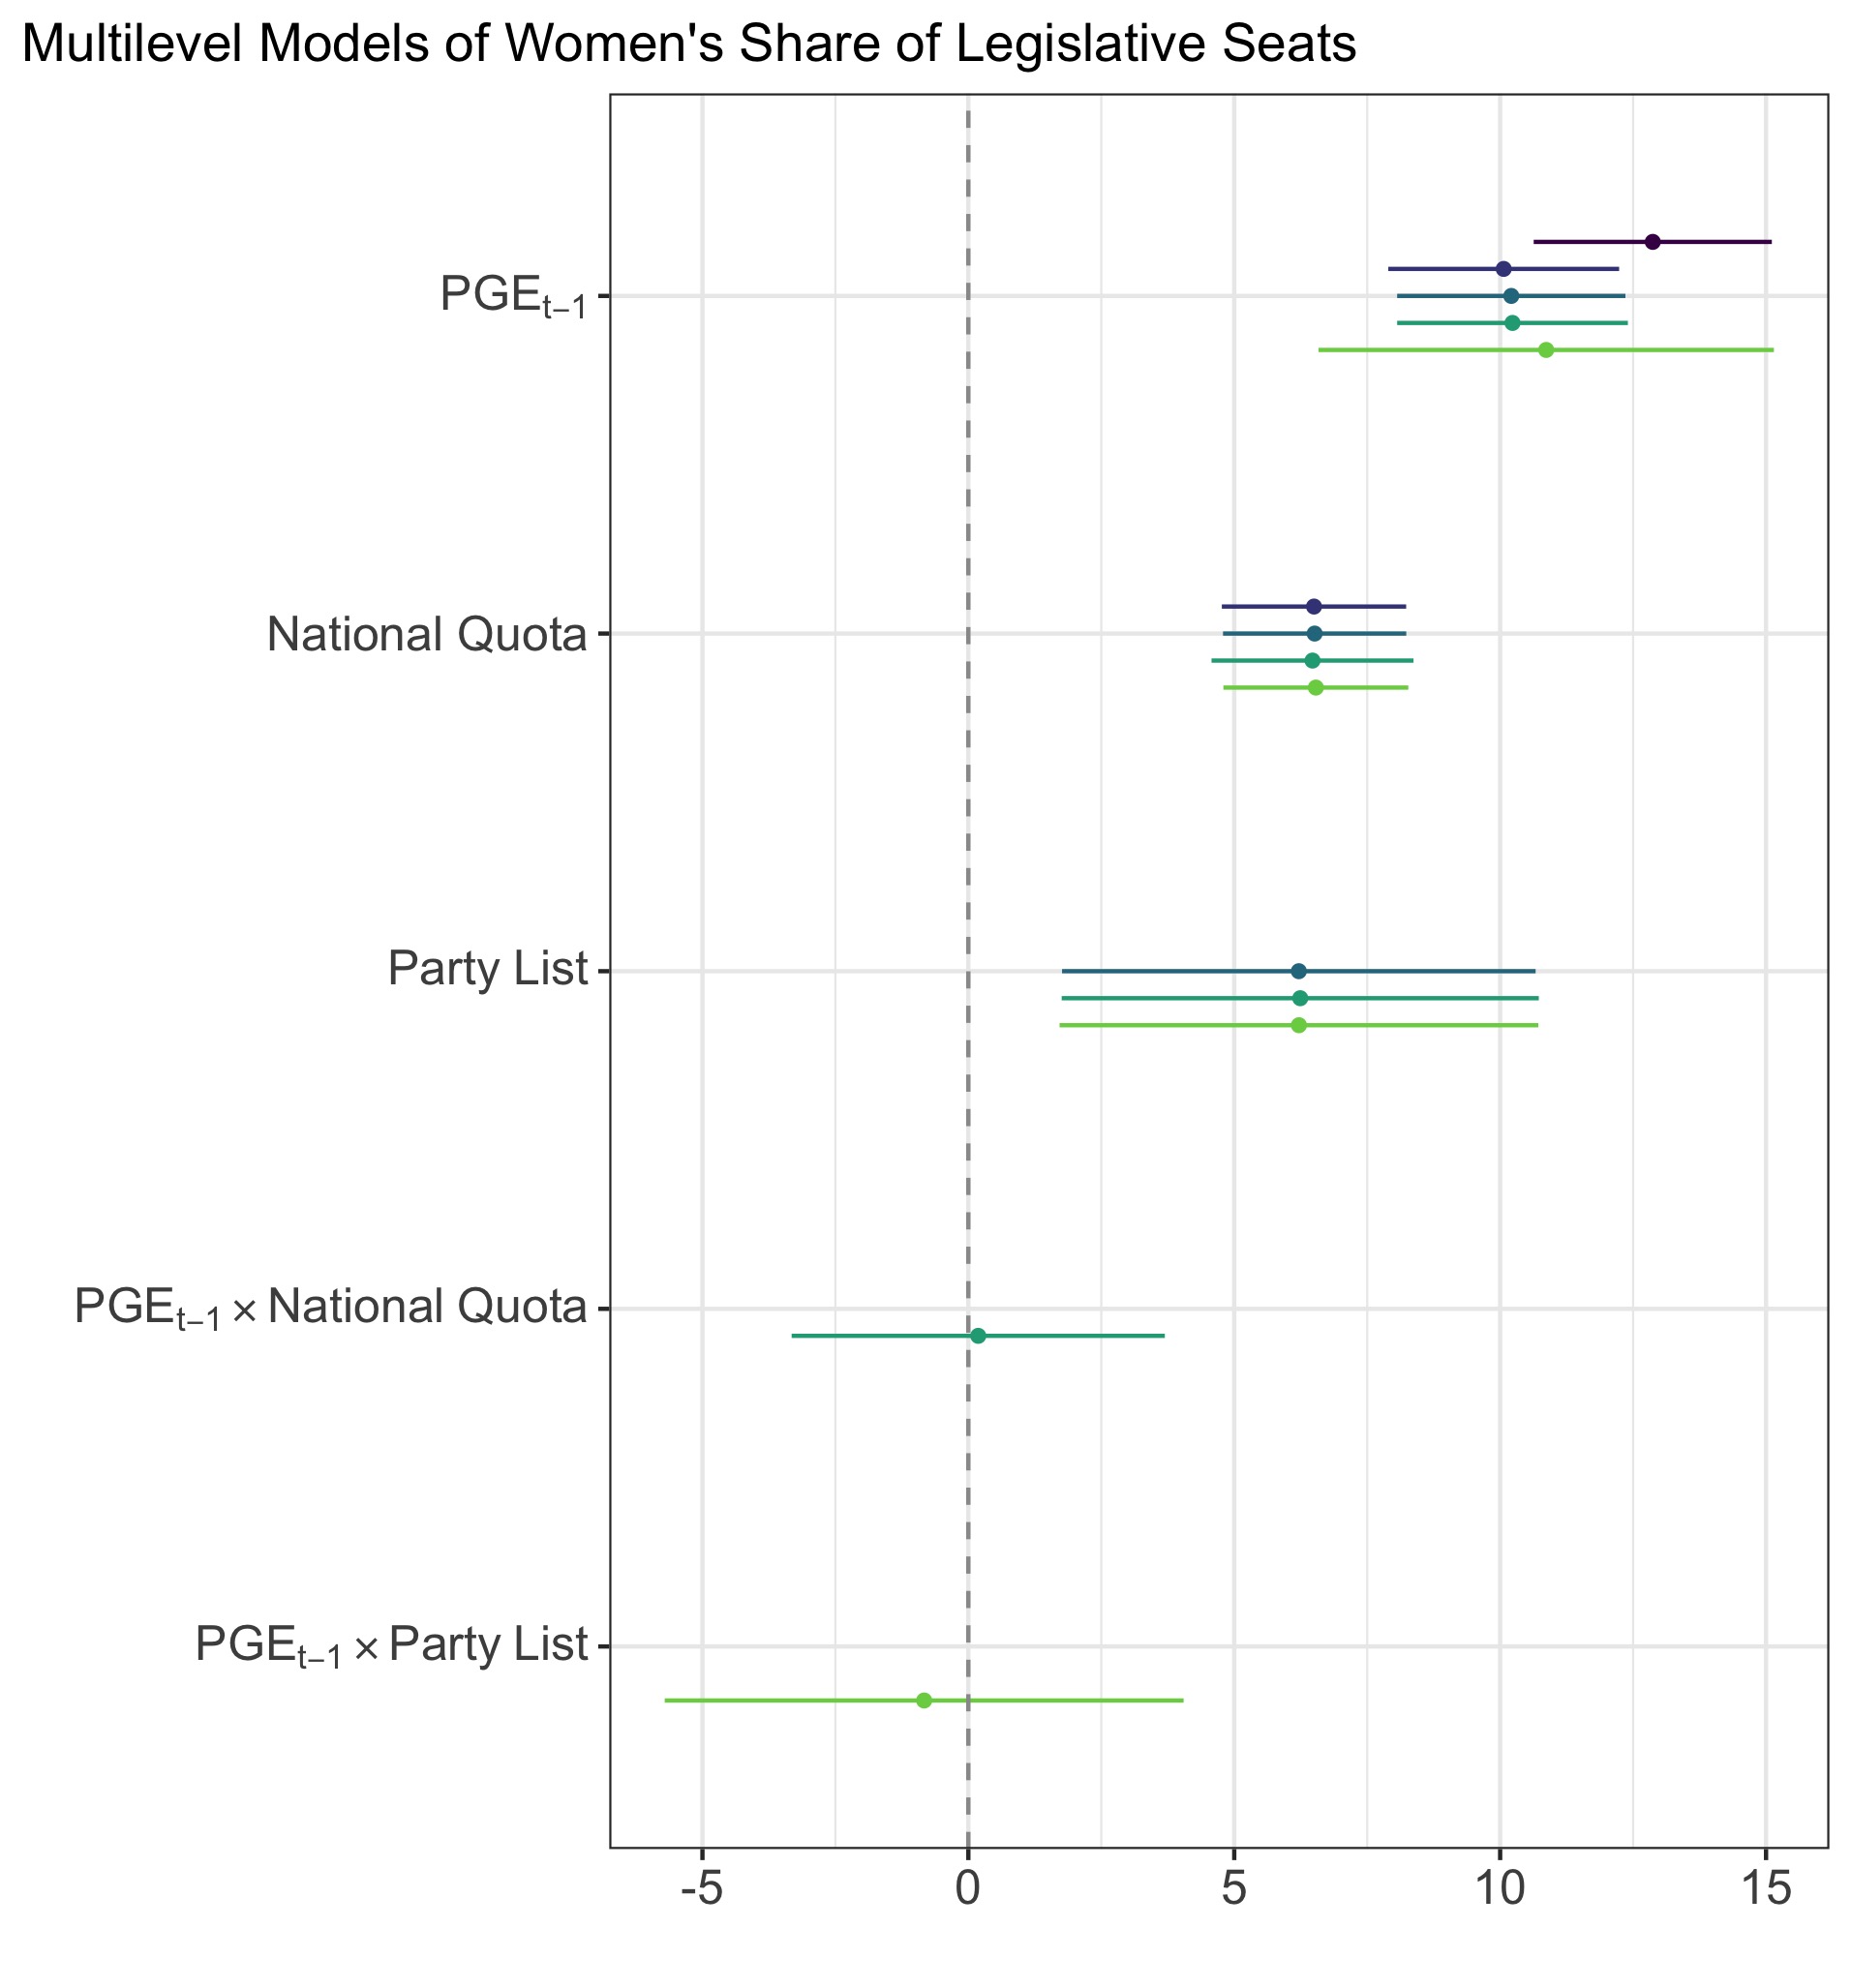 Multilevel Models of Women's Share of Legislative Seats
PGEt−1
National Quota
Party List
PGEt−1 × National Quota
PGEt−1 × Party List
-5 0 5 10 15